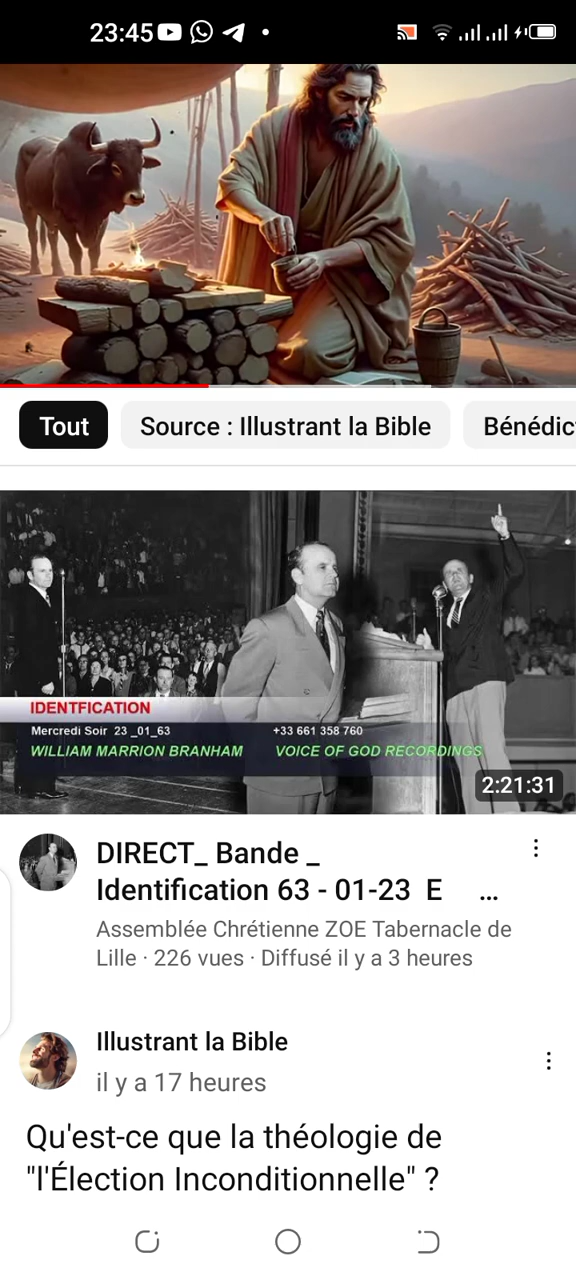 23:45
Tout
Source : Illustrant la Bible
Bénédic
IDENTFICATION
Mercredi Soir 23 _01_63
+33 661 358 760
WILLIAM MARRION BRANHAM
VOICE OF GOD RECORDINGS
2:21:31
DIRECT_ Bande _
Identification 63 - 01-23 E ...
Assemblée Chrétienne ZOE Tabernacle de
Lille · 226 vues · Diffusé il y a 3 heures
Illustrant la Bible
il y a 17 heures
Qu'est-ce que la théologie de
"l'Élection Inconditionnelle" ?